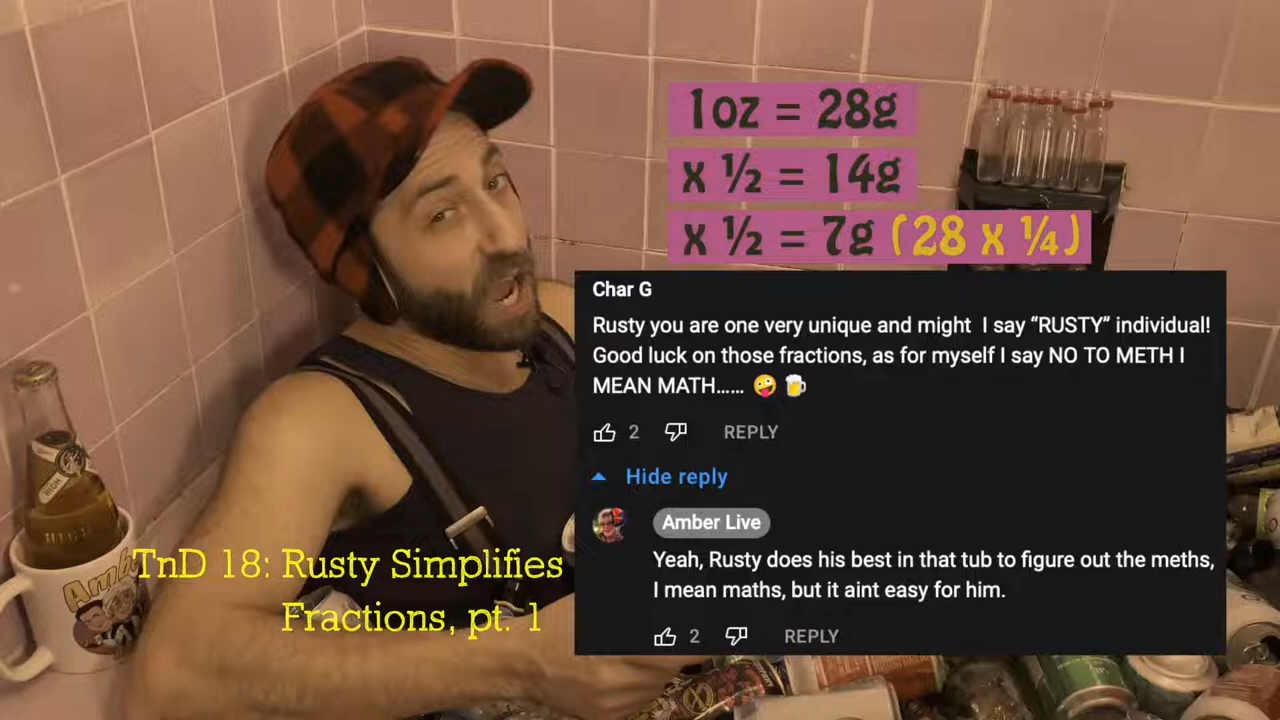 1oz = 28g
x ½ = 14g
x ½ = 7g (28 x ¼)
Char G
Rusty you are one very unique and might I say “RUSTY” individual!
Good luck on those fractions, as for myself I say NO TO METH I
MEAN MATH...... 🤪 🍺
2 REPLY
Hide reply
Amber Live
Yeah, Rusty does his best in that tub to figure out the meths,
I mean maths, but it aint easy for him.
2 REPLY
TnD 18: Rusty Simplifies
Fractions, pt. 1
HIGH
HIGH